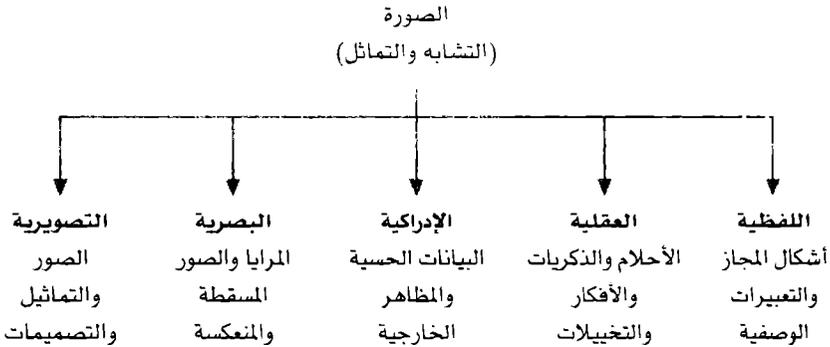 الصورة
(التشابه والتماثل)
اللفظية العقلية الإدراكية البصرية التصويرية
أشكال المجاز الأحلام والذكريات البيانات الحسية المرايا والصور الصور
والتعبيرات والأفكار والمظاهر المسقطة والتماثيل
الوصفية والتخييلات الخارجية والمنعكسة والتصميمات